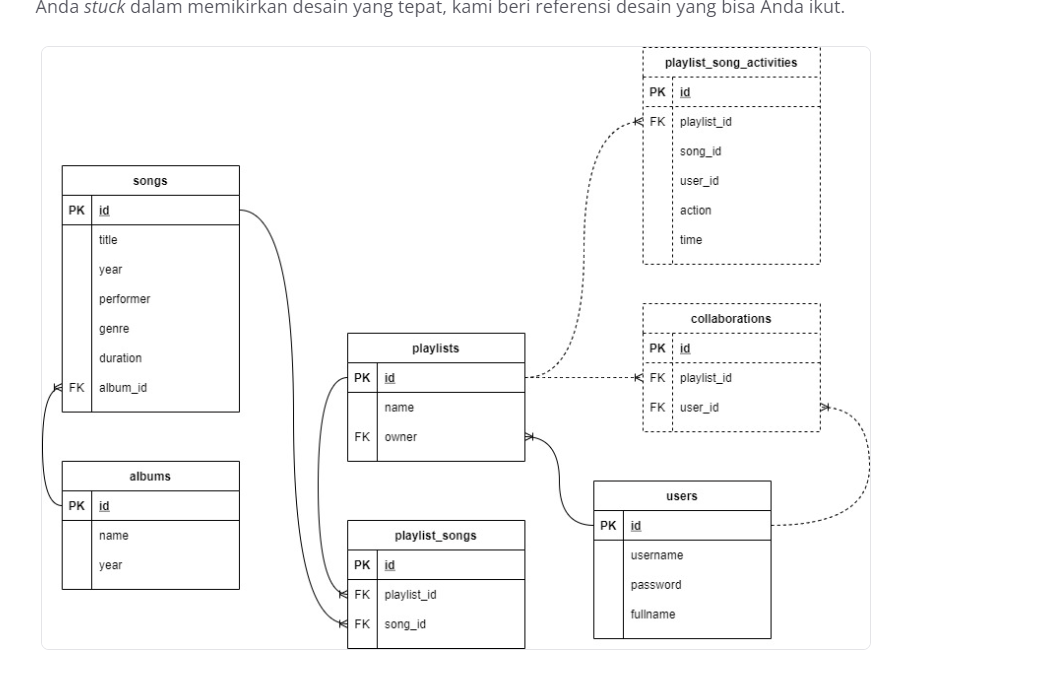 Anda stuck dalam memikirkan desain yang tepat, kami beri referensi desain yang bisa Anda ikut.
playlist_song_activities
PK id
FK playlist_id
song_id
user_id
action
time
songs
PK id
title
year
performer
genre
duration
FK album_id
albums
PK id
name
year
playlists
PK id
name
FK owner
playlist_songs
PK id
FK playlist_id
FK song_id
collaborations
PK id
FK playlist_id
FK user_id
users
PK id
username
password
fullname